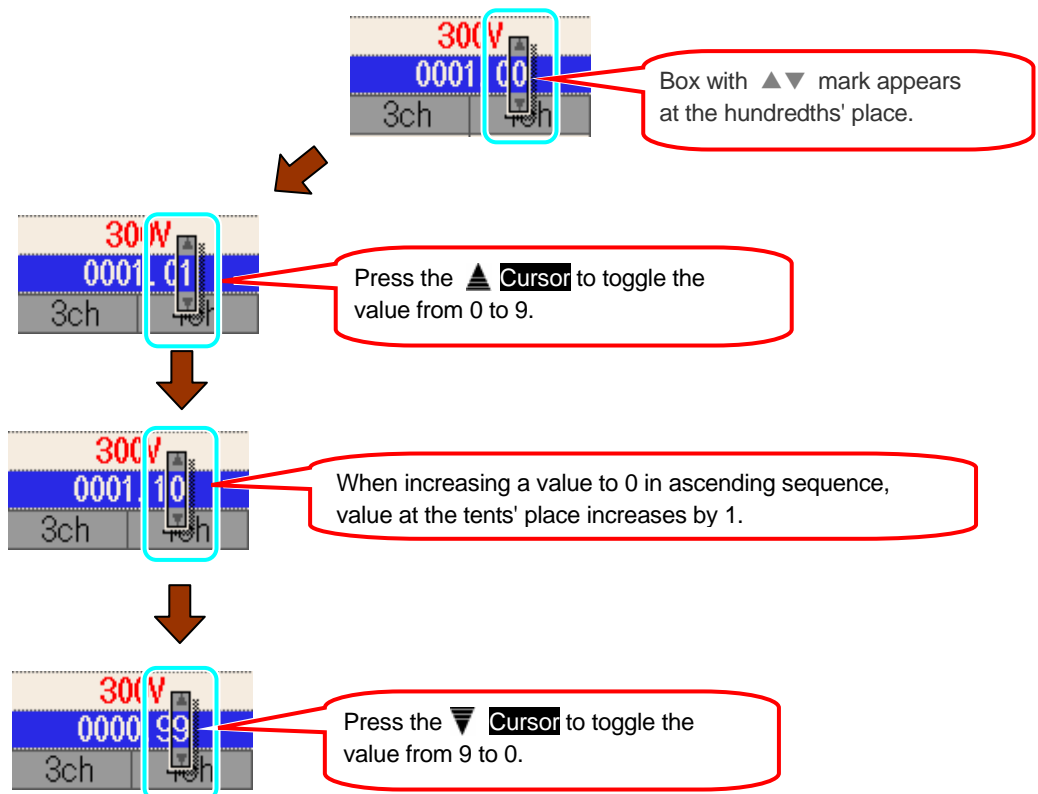 300V
0001.00
3ch
Box with ▲▼ mark appears
at the hundredths' place.
300V
0001.01
3ch
Press the ▲ Cursor to toggle the
value from 0 to 9.
300V
0001.10
3ch
When increasing a value to 0 in ascending sequence,
value at the tents' place increases by 1.
300V
0000.99
3ch
Press the ▼ Cursor to toggle the
value from 9 to 0.